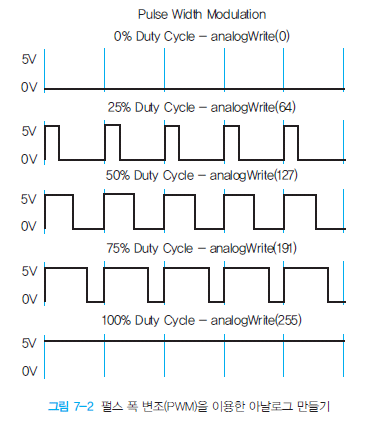 Pulse Width Modulation
0% Duty Cycle – analogWrite(0)
5V
0V
25% Duty Cycle – analogWrite(64)
5V
0V
50% Duty Cycle – analogWrite(127)
5V
0V
75% Duty Cycle – analogWrite(191)
5V
0V
100% Duty Cycle – analogWrite(255)
5V
0V
그림 7-2 펄스 폭 변조(PWM)을 이용한 아날로그 만들기